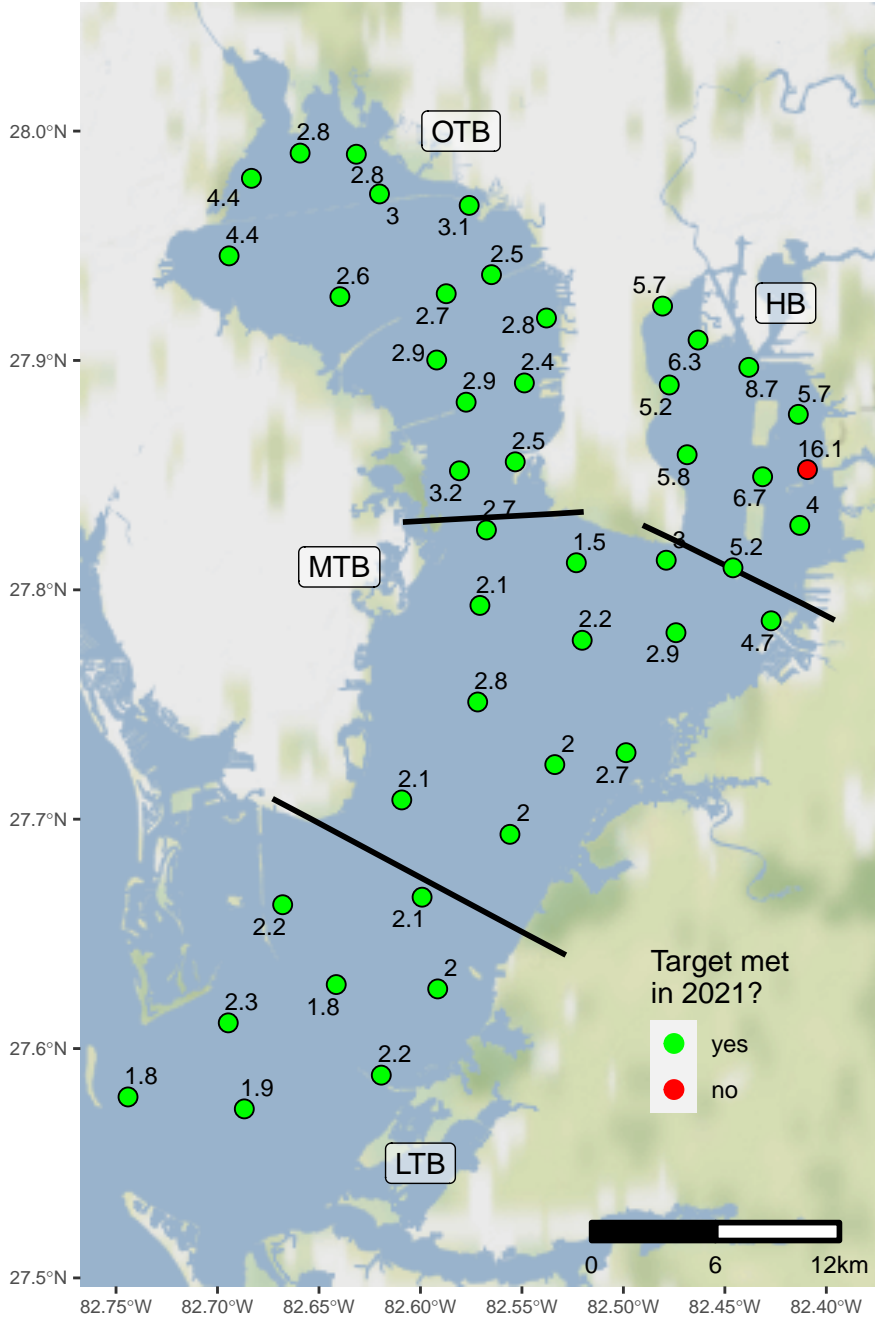 28.0°N
27.9°N
27.8°N
27.7°N
27.6°N
27.5°N
OTB
2.8
2.8
4.4
3
3.1
4.4
2.5
2.6
2.7
2.8
2.9
2.4
2.9
2.5
3.2
2.7
HB
5.7
6.3
8.7
5.2
5.7
5.8
16.1
6.7
4
5.2
MTB
1.5
3
2.1
2.2
2.9
4.7
2.8
2
2.7
2.1
2
2.2
2.1
1.8
2
2.3
2.2
1.8
1.9
LTB
Target met
in 2021?
yes
no
0 6 12km
82.75°W 82.70°W 82.65°W 82.60°W 82.55°W 82.50°W 82.45°W 82.40°W